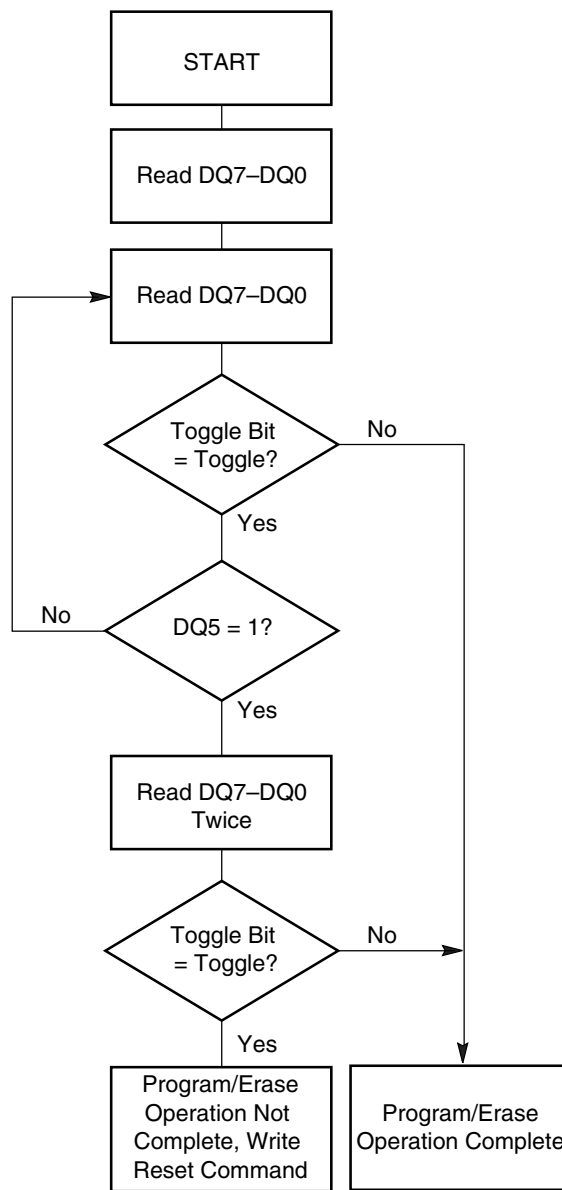 START
Read DQ7–DQ0
Read DQ7–DQ0
Toggle Bit
= Toggle?
No
Yes
No
DQ5 = 1?
Yes
Read DQ7–DQ0
Twice
Toggle Bit
= Toggle?
No
Yes
Program/Erase
Operation Not
Complete, Write
Reset Command
Program/Erase
Operation Complete